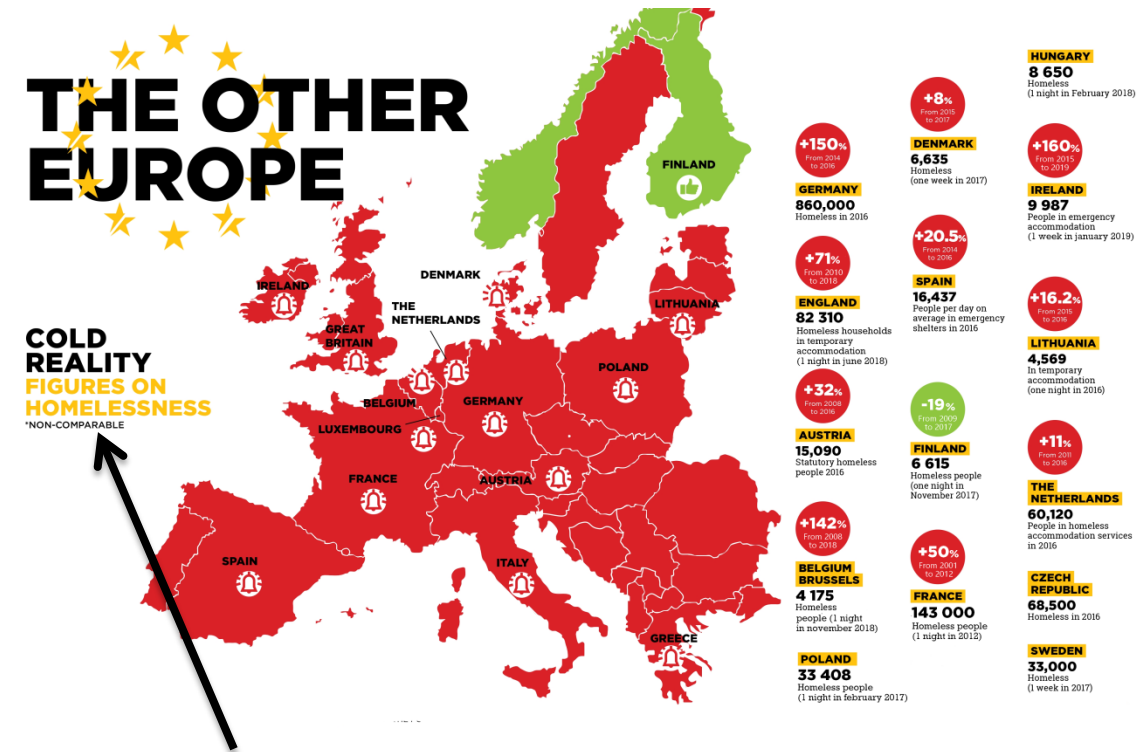 THE OTHER
EUROPE
COLD
REALITY
FIGURES ON
HOMELESSNESS
*NON-COMPARABLE
FINLAND
DENMARK
THE
NETHERLANDS
IRELAND
GREAT
BRITAIN
LITHUANIA
POLAND
BELGIUM
GERMANY
LUXEMBOURG
FRANCE
AUSTRIA
SPAIN
ITALY
GREECE
+150%
From 2014
to 2016
GERMANY
860,000
Homeless in 2016
+71%
From 2010
to 2018
ENGLAND
82 310
Homeless households
in temporary
accommodation
(1 night in june 2018)
+32%
From 2008
to 2016
AUSTRIA
15,090
Statutory homeless
people 2016
+142%
From 2008
to 2018
BELGIUM
BRUSSELS
4 175
Homeless
people (1 night
in november 2018)
POLAND
33 408
Homeless people
(1 night in february 2017)
+8%
From 2015
to 2017
DENMARK
6,635
Homeless
(one week in 2017)
+20.5%
From 2014
to 2016
SPAIN
16,437
People per day on
average in emergency
shelters in 2016
-19%
From 2009
to 2017
FINLAND
6 615
Homeless people
(one night in
November 2017)
+50%
From 2001
to 2012
FRANCE
143 000
Homeless people
(1 night in 2012)
HUNGARY
8 650
Homeless
(1 night in February 2018)
+160%
From 2015
to 2019
IRELAND
9 987
People in emergency
accommodation
(1 week in january 2019)
+16.2%
From 2015
to 2016
LITHUANIA
4,569
In temporary
accommodation
(one night in 2016)
+11%
From 2011
to 2016
THE
NETHERLANDS
60,120
People in homeless
accommodation services
in 2016
CZECH
REPUBLIC
68,500
Homeless in 2016
SWEDEN
33,000
Homeless
(1 week in 2017)